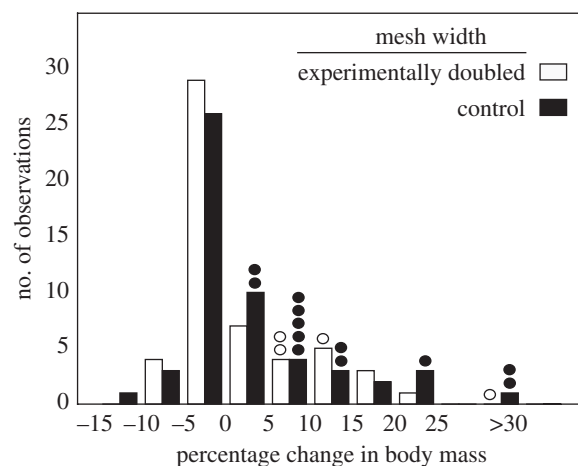 mesh width
experimentally doubled
control
no. of observations
30
25
20
15
10
5
0
–15 –10 –5 0 5 10 15 20 25 >30
percentage change in body mass